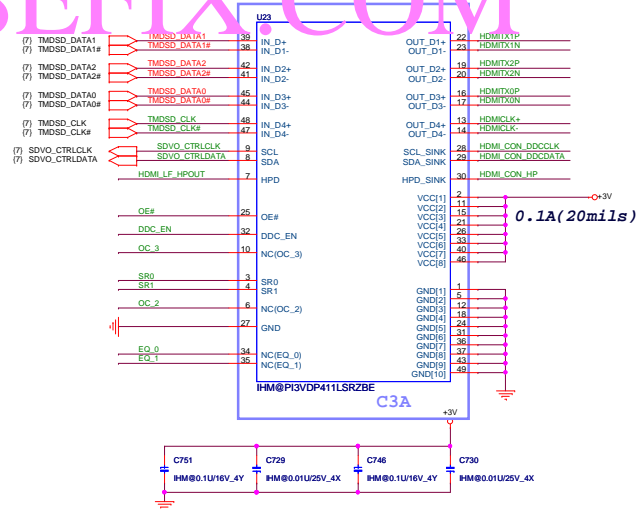 SEFIX.COM
U23
{7} TMDSD_DATA1 TMDSD_DATA1 39 IN_D+ OUT_D1+ 22 HDMITX1P
{7} TMDSD_DATA1# TMDSD_DATA1# 38 IN_D1- OUT_D1- 23 HDMITX1N
{7} TMDSD_DATA2 TMDSD_DATA2 42 IN_D2+ OUT_D2+ 19 HDMITX2P
{7} TMDSD_DATA2# TMDSD_DATA2# 41 IN_D2- OUT_D2- 20 HDMITX2N
{7} TMDSD_DATA0 TMDSD_DATA0 45 IN_D3+ OUT_D3+ 16 HDMITX0P
{7} TMDSD_DATA0# TMDSD_DATA0# 44 IN_D3- OUT_D3- 17 HDMITX0N
{7} TMDSD_CLK TMDSD_CLK 48 IN_D4+ OUT_D4+ 13 HDMICLK+
{7} TMDSD_CLK# TMDSD_CLK# 47 IN_D4- OUT_D4- 14 HDMICLK-
{7} SDVO_CTRLCLK SDVO_CTRLCLK 9 SCL SCL_SINK 28 HDMI_CON_DDCCLK
{7} SDVO_CTRLDATA SDVO_CTRLDATA 8 SDA SDA_SINK 29 HDMI_CON_DDCDATA
HDMI_LF_HPOUT 7 HPD HPD_SINK 30 HDMI_CON_HP
VCC[1] 2 +3V
VCC[2] 11
OE# 25 OE# VCC[3] 15 0.1A(20mils)
VCC[4] 21
DDC_EN 32 DDC_EN VCC[5] 26
VCC[6] 33
OC_3 10 NC(OC_3) VCC[7] 40
VCC[8] 46
SR0 3 SR0
SR1 4 SR1 GND[1] 1
GND[2] 5
OC_2 6 NC(OC_2) GND[3] 12
GND[4] 18
27 GND GND[5] 24
GND[6] 31
GND[7] 36
EQ_0 34 NC(EQ_0) GND[8] 37
EQ_1 35 NC(EQ_1) GND[9] 43
GND[10] 49
IHM@PI3VDP411LSRZBE
C3A
+3V
C751 C729 C746 C730
IHM@0.1U/16V_4Y IHM@0.01U/25V_4X IHM@0.1U/16V_4Y IHM@0.01U/25V_4X